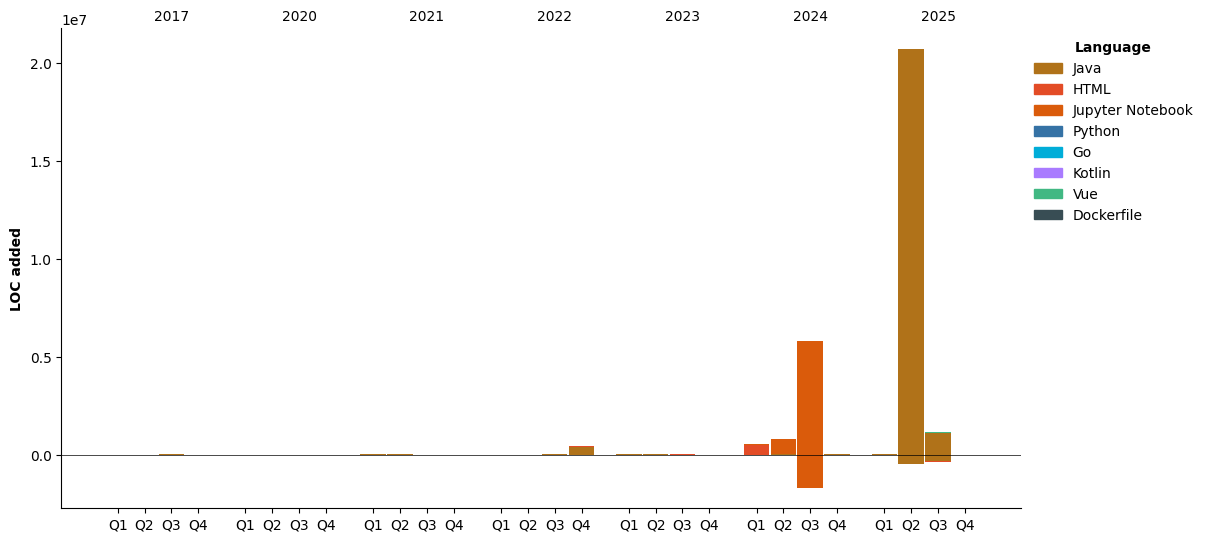 1e7
2017 2020 2021 2022 2023 2024 2025
Language
Java
HTML
Jupyter Notebook
Python
Go
Kotlin
Vue
Dockerfile
LOC added
2.0
1.5
1.0
0.5
0.0
Q1 Q2 Q3 Q4 Q1 Q2 Q3 Q4 Q1 Q2 Q3 Q4 Q1 Q2 Q3 Q4 Q1 Q2 Q3 Q4 Q1 Q2 Q3 Q4 Q1 Q2 Q3 Q4